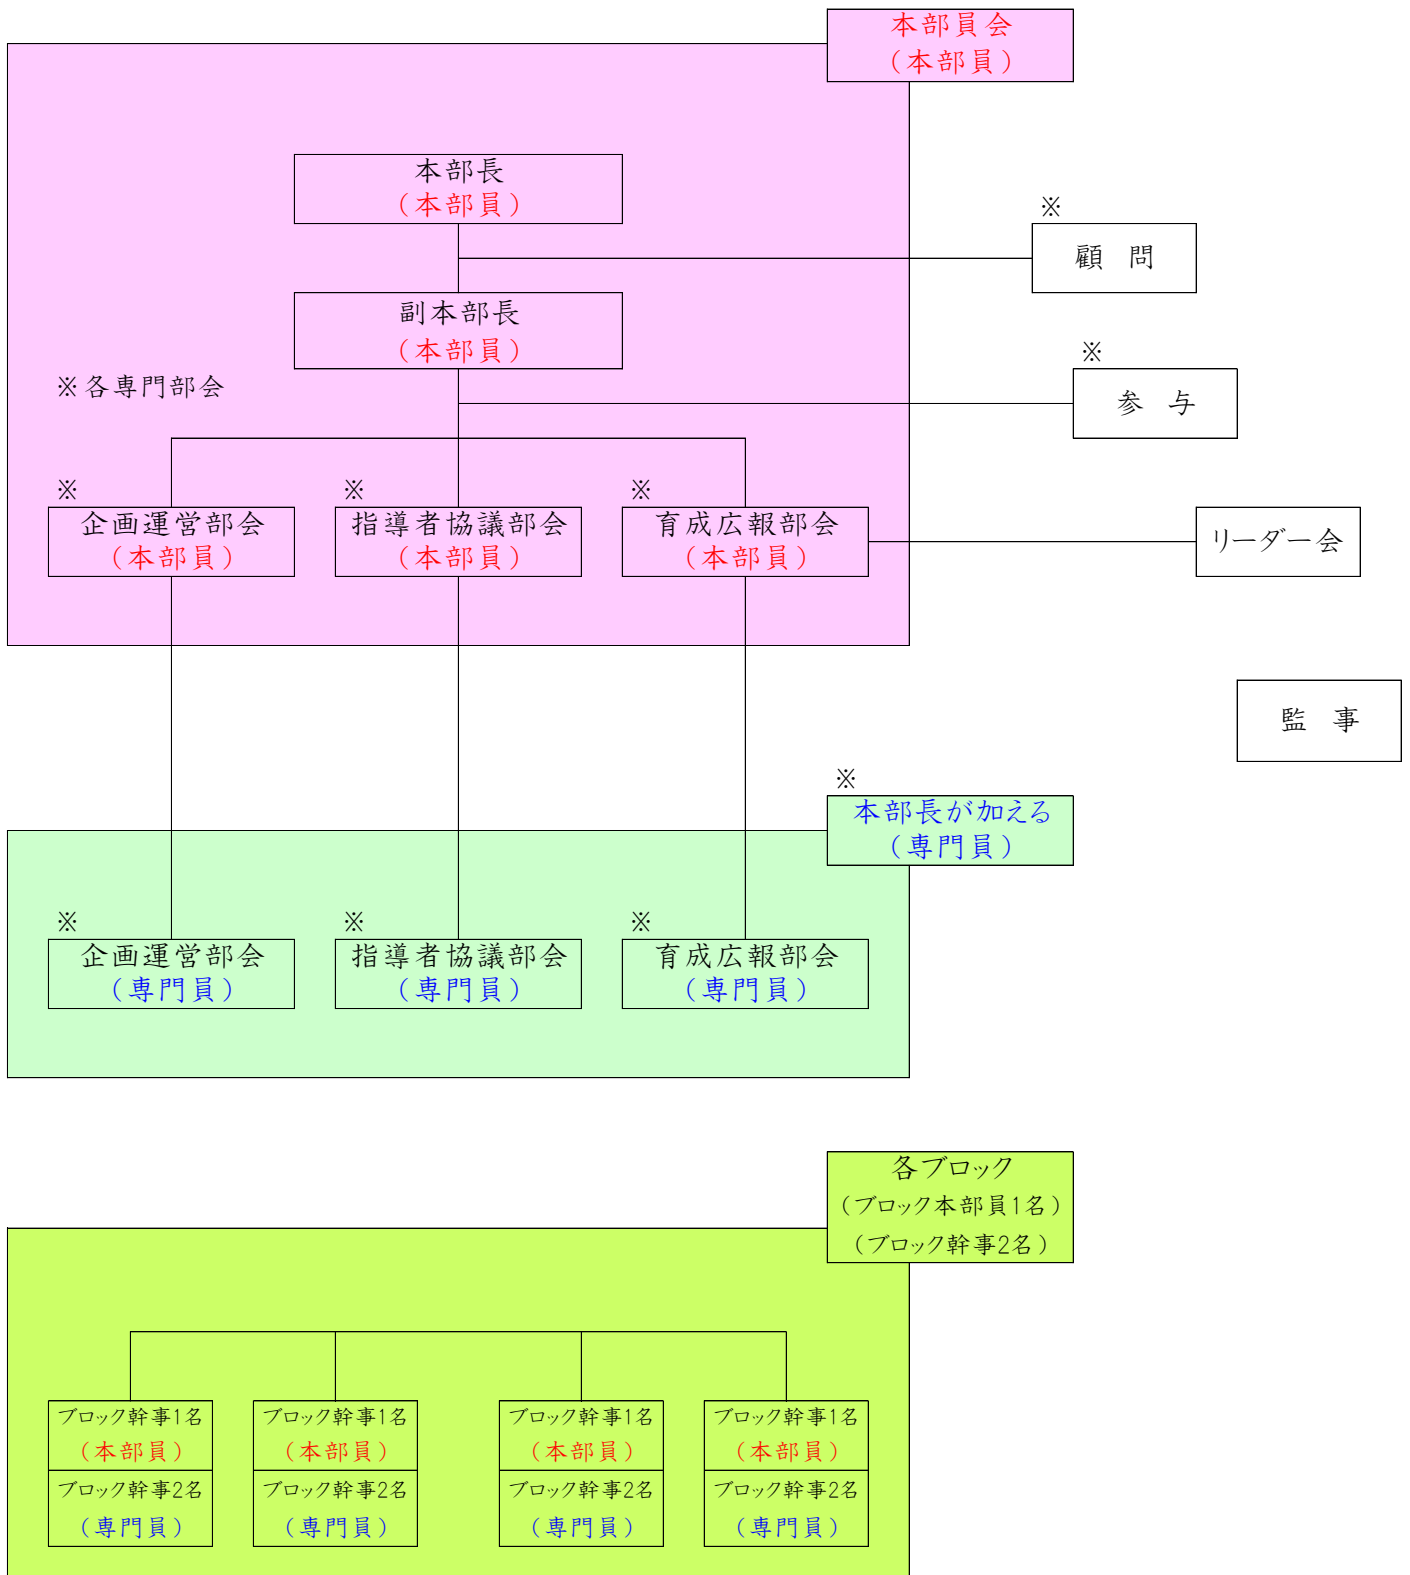 本部員会
（本部員）
本部長
（本部員）
※
顧　問
副本部長
（本部員）
※
参　与
※各専門部会
※
企画運営部会
（本部員）
※
指導者協議部会
（本部員）
※
育成広報部会
（本部員）
リーダー会
監　事
※
本部長が加える
（専門員）
※
企画運営部会
（専門員）
※
指導者協議部会
（専門員）
※
育成広報部会
（専門員）
各ブロック
（ブロック本部員1名）
（ブロック幹事2名）
ブロック幹事1名
（本部員）
ブロック幹事2名
（専門員）
ブロック幹事1名
（本部員）
ブロック幹事2名
（専門員）
ブロック幹事1名
（本部員）
ブロック幹事2名
（専門員）
ブロック幹事1名
（本部員）
ブロック幹事2名
（専門員）